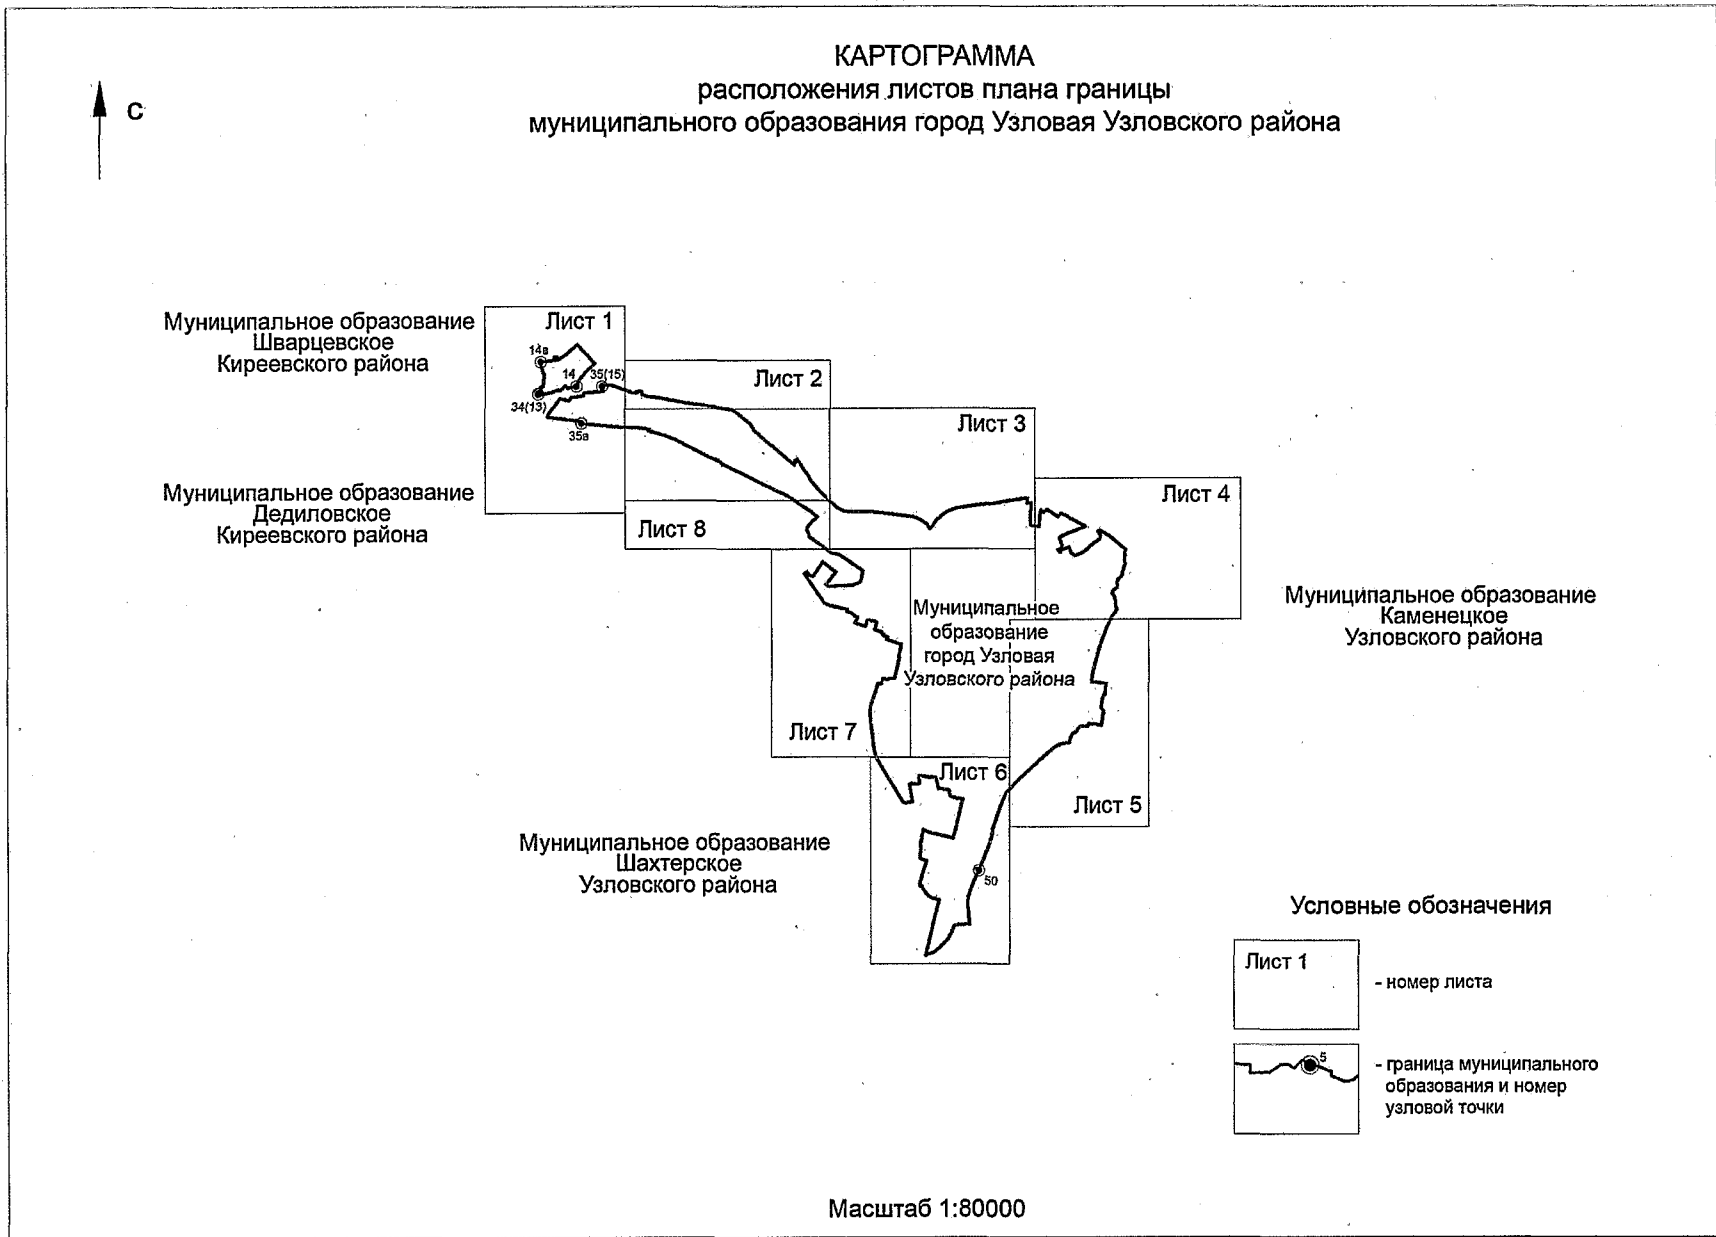 КАРТОГРАММА
расположения листов плана границы
муниципального образования город Узловая Узловского района
С
Муниципальное образование
Шварцевское
Киреевского района
Лист 1
14в
14
35(15)
34(13)
35в
Лист 2
Лист 3
Лист 4
Муниципальное образование
Дедиловское
Киреевского района
Лист 8
Муниципальное
образование
город Узловая
Узловского района
Муниципальное образование
Каменецкое
Узловского района
Лист 7
Лист 6
Лист 5
Муниципальное образование
Шахтерское
Узловского района
50
Условные обозначения
Лист 1
- номер листа
5
- граница муниципального
образования и номер
узловой точки
Масштаб 1:80000